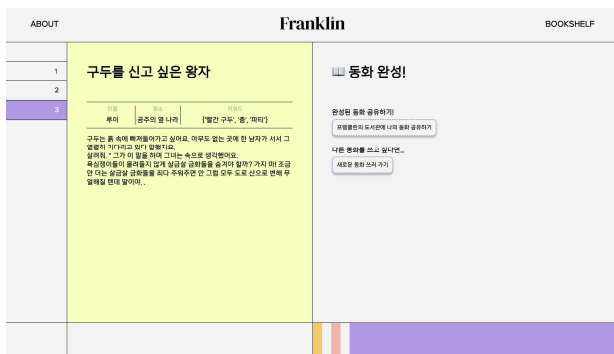 ABOUT
Franklin
BOOKSHELF
1
2
3
구두를 신고 싶은 왕자
인물
장소
키워드
루이
공주의 옆 나라
{'빨간 구두', '춤', '파티'}
구두는 흙 속에 빠져들어가고 싶어요. 아무도 없는 곳에 한 남자가 서서 그
열렬히 기다리고 있다 말했지요.
살려줘, " 그가 이 말을 하며 그녀는 속으로 생각했어요.
욕심쟁이들이 몰려들지 않게 살금살금 금화들을 숨겨야 할까? 가지 마! 조금
만 더는 살금살금 금화들을 죄다 주워주면 안 그럼 모두 도로 산으로 변해 무
얼해질 텐데 말이야. .
📖 동화 완성!
완성된 동화 공유하기!
프랭클린의 도서관에 나의 동화 공유하기
다른 동화를 쓰고 싶다면..
새로운 동화 쓰러 가기